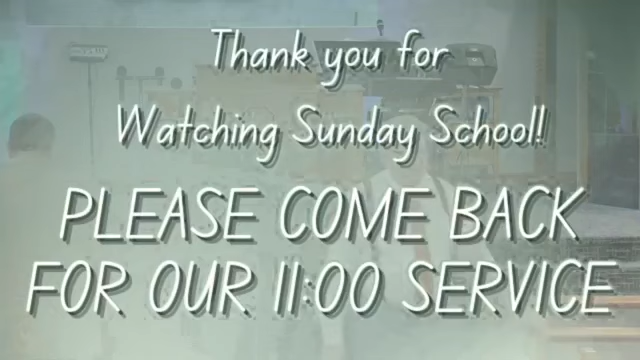 Thank you for
Watching Sunday School!
PLEASE COME BACK
FOR OUR 11:00 SERVICE